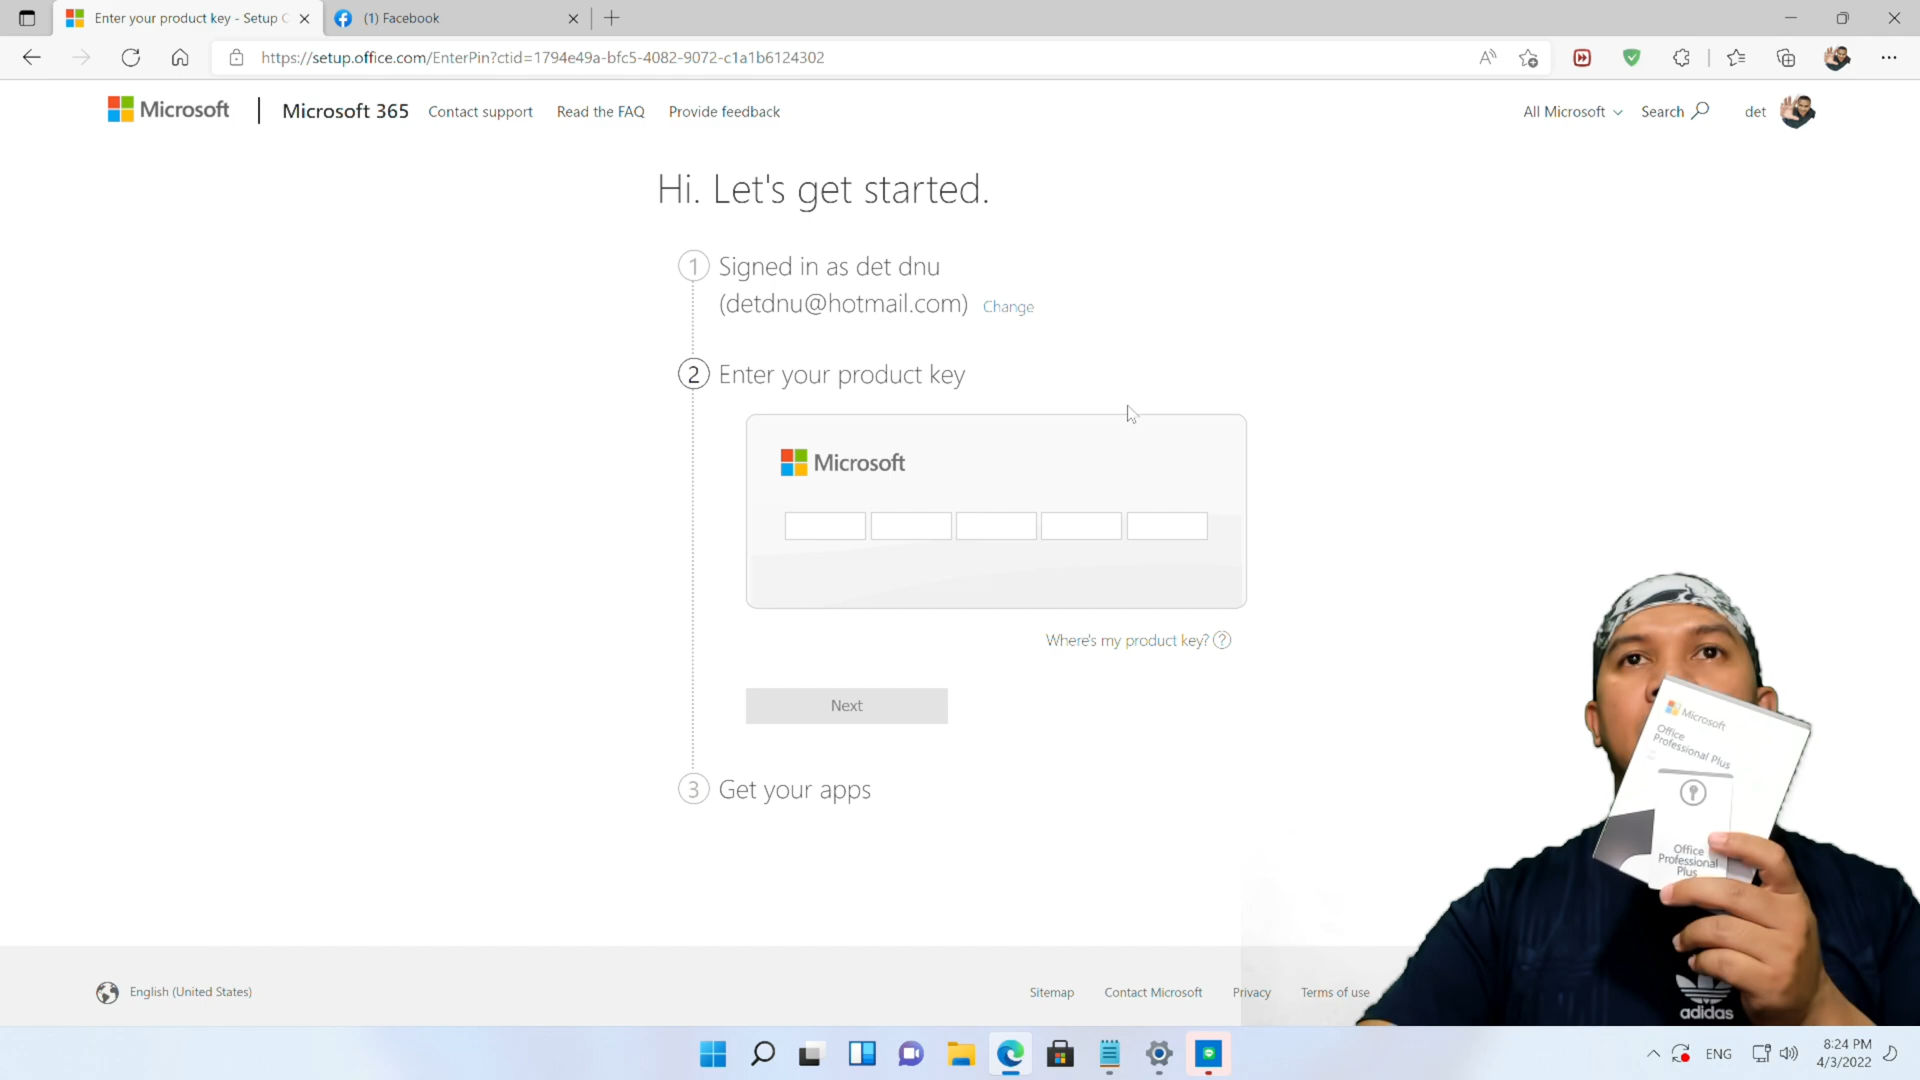 Enter your product key - Setup O
(1) Facebook
https://setup.office.com/EnterPin?ctid=1794e49a-bfc5-4082-9072-c1a1b6124302
Microsoft
Microsoft 365
Contact support
Read the FAQ
Provide feedback
All Microsoft
Search
det
Hi. Let's get started.
1
Signed in as det dnu
(detdnu@hotmail.com)
Change
2
Enter your product key
Microsoft
Where's my product key?
?
Next
3
Get your apps
Microsoft
Office
Professional Plus
Office
Professional
Plus
adidas
English (United States)
Sitemap
Contact Microsoft
Privacy
Terms of use
ENG
8:24 PM
4/3/2022